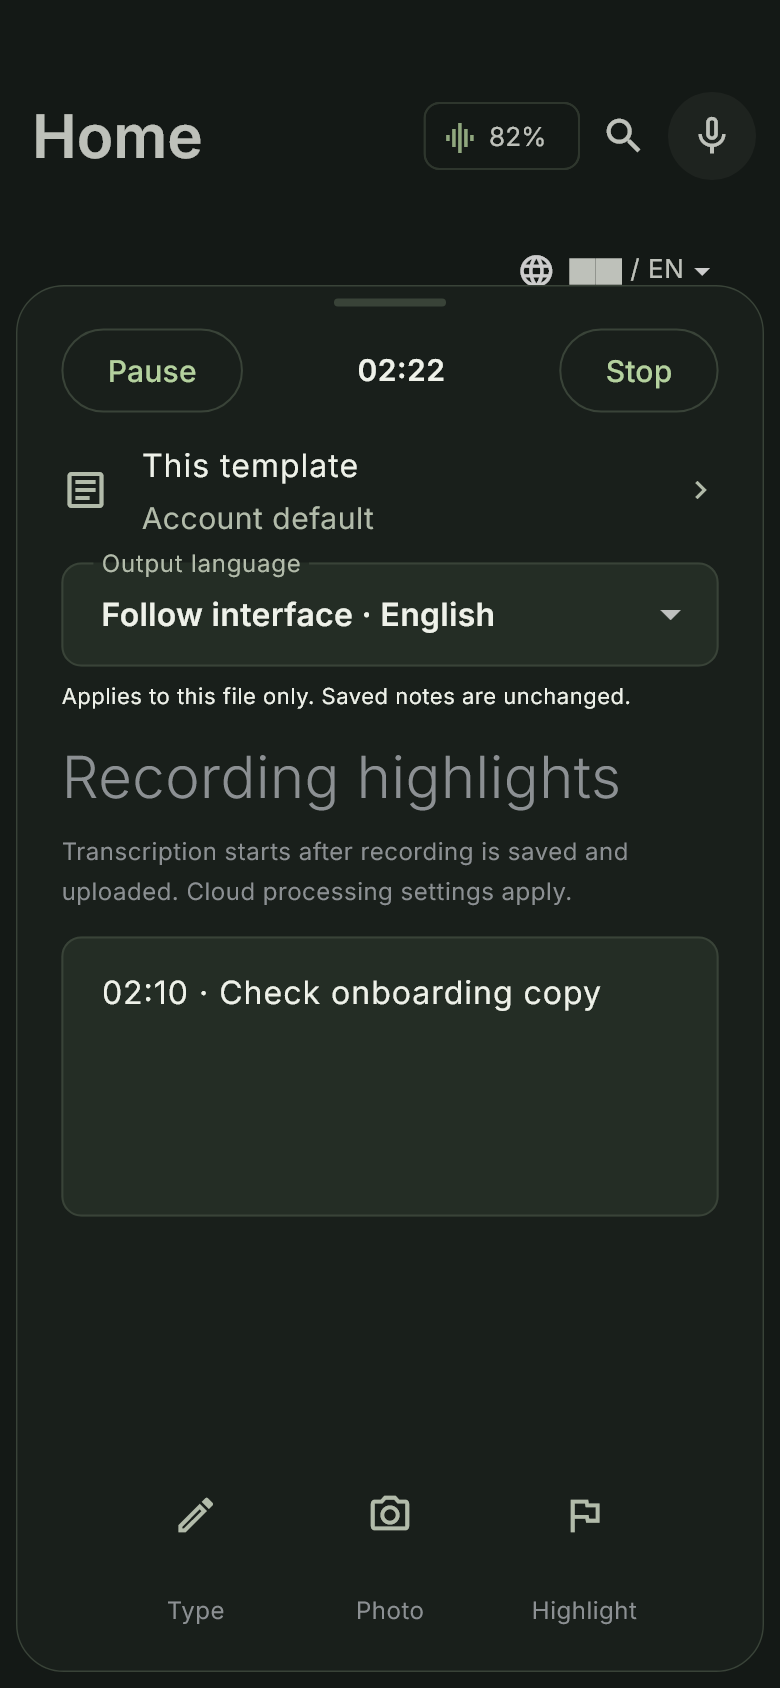 Home
82%
/ EN
Pause
02:22
Stop
This template
Account default
Output language
Follow interface · English
Applies to this file only. Saved notes are unchanged.
Recording highlights
Transcription starts after recording is saved and
uploaded. Cloud processing settings apply.
02:10 · Check onboarding copy
Type
Photo
Highlight